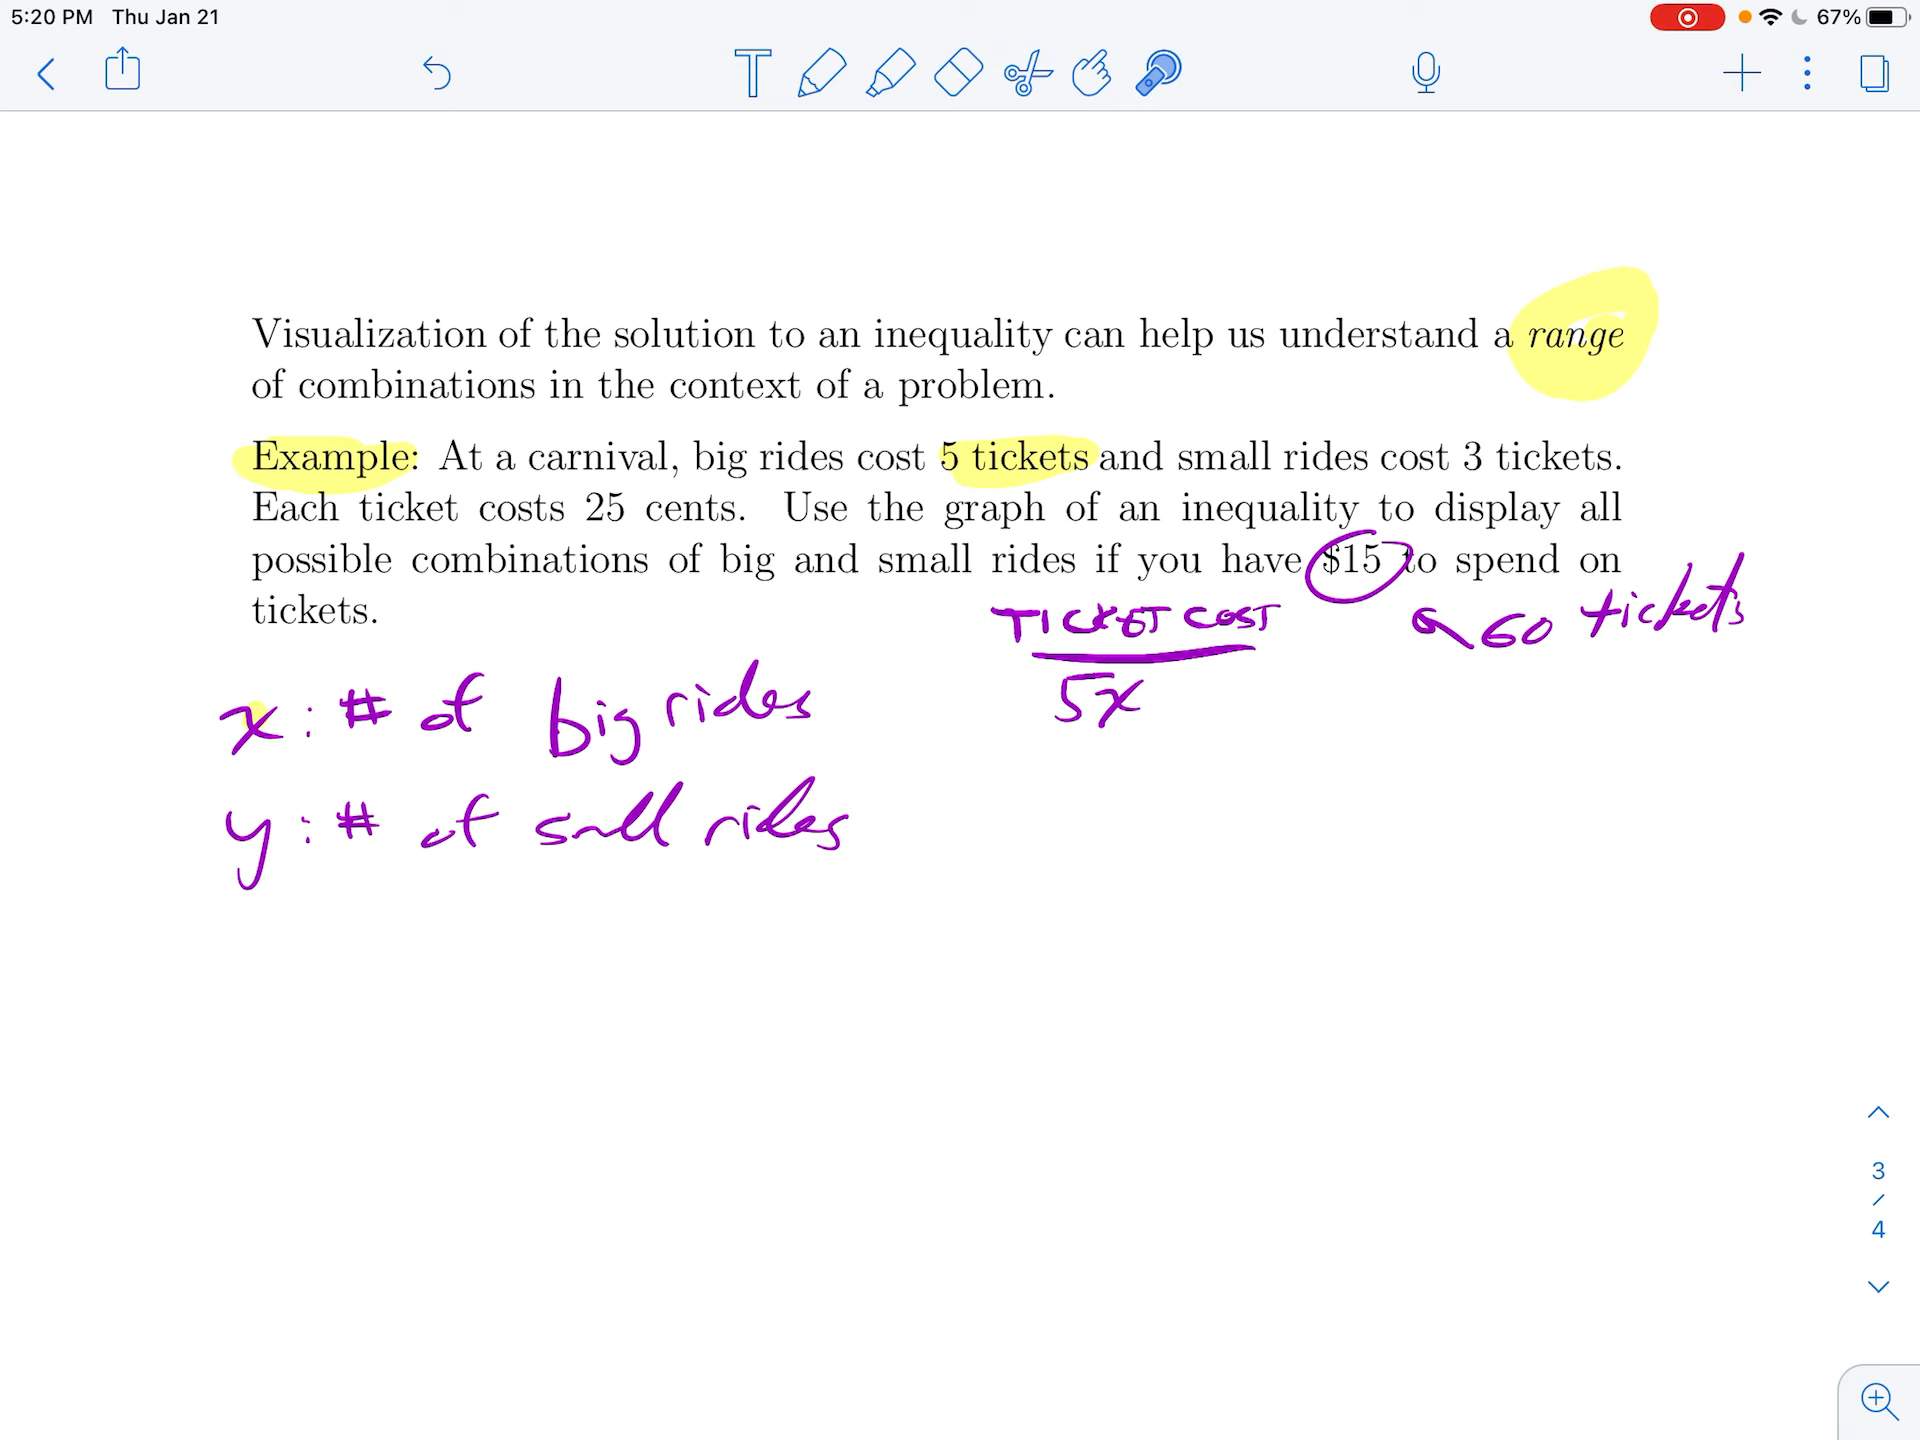 5:20 PM Thu Jan 21
67%
Visualization of the solution to an inequality can help us understand a range
of combinations in the context of a problem.
Example: At a carnival, big rides cost 5 tickets and small rides cost 3 tickets.
Each ticket costs 25 cents. Use the graph of an inequality to display all
possible combinations of big and small rides if you have $15 to spend on
tickets.
TICKET COST
60 tickets
x: # of big rides
5x
y: # of small rides
3
/
4